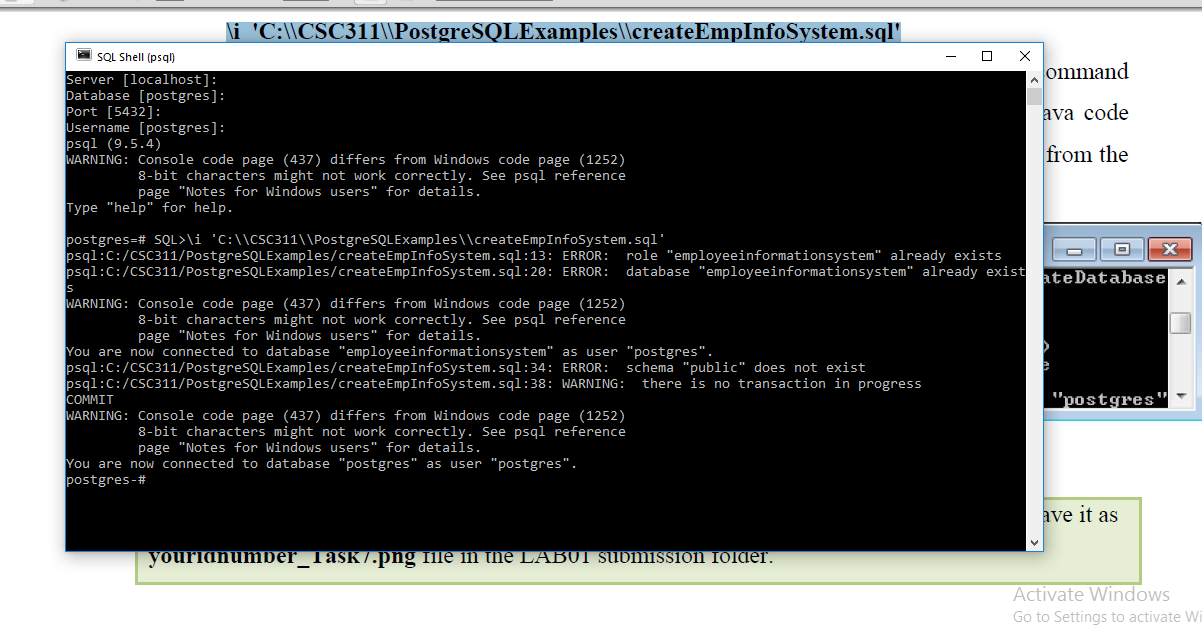 \i 'C:\\CSC311\\PostgreSQLExamples\\createEmpInfoSystem.sql'
SQL Shell (psql)
ommand
ava code
from the
Server [localhost]:
Database [postgres]:
Port [5432]:
Username [postgres]:
psql (9.5.4)
WARNING: Console code page (437) differs from Windows code page (1252)
         8-bit characters might not work correctly. See psql reference
         page "Notes for Windows users" for details.
Type "help" for help.
postgres=# SQL>\i 'C:\\CSC311\\PostgreSQLExamples\\createEmpInfoSystem.sql'
psql:C:/CSC311/PostgreSQLExamples/createEmpInfoSystem.sql:13: ERROR:  role "employeeinformationsystem" already exists
psql:C:/CSC311/PostgreSQLExamples/createEmpInfoSystem.sql:20: ERROR:  database "employeeinformationsystem" already exist
s
WARNING: Console code page (437) differs from Windows code page (1252)
         8-bit characters might not work correctly. See psql reference
         page "Notes for Windows users" for details.
You are now connected to database "employeeinformationsystem" as user "postgres".
psql:C:/CSC311/PostgreSQLExamples/createEmpInfoSystem.sql:34: ERROR:  schema "public" does not exist
psql:C:/CSC311/PostgreSQLExamples/createEmpInfoSystem.sql:38: WARNING:  there is no transaction in progress
COMMIT
WARNING: Console code page (437) differs from Windows code page (1252)
         8-bit characters might not work correctly. See psql reference
         page "Notes for Windows users" for details.
You are now connected to database "postgres" as user "postgres".
postgres-#
ateDatabase
"postgres"
ave it as
youridnumber_Task7.png file in the LAB01 submission folder.
Activate Windows
Go to Settings to activate Wi